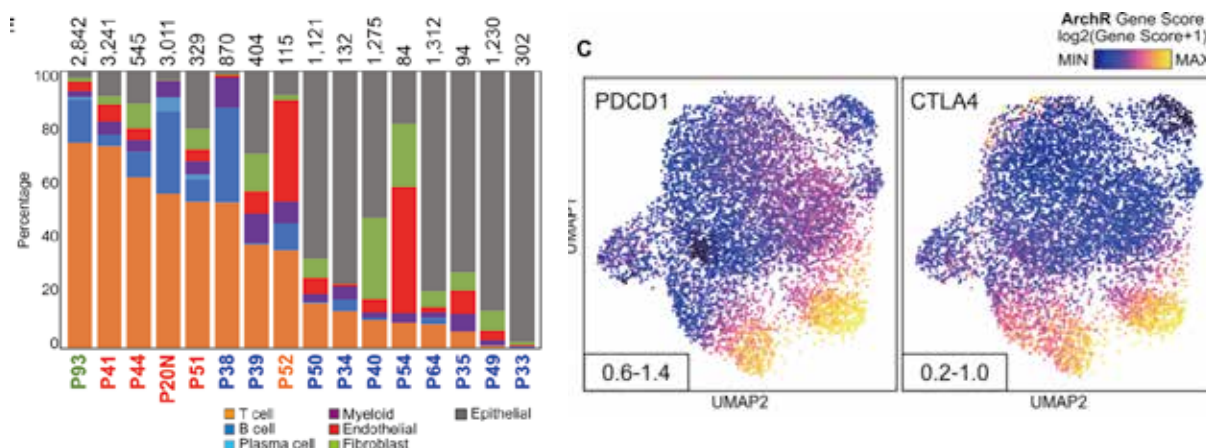 2,842 3,241 545 3,011 329 870 404 115 1,121 132 1,275 84 1,312 94 1,230 302
Percentage
100
80
60
40
20
0
P93 P41 P44 P20N P51 P38 P39 P52 P50 P34 P40 P54 P64 P35 P49 P33
T cell Myeloid Epithelial
B cell Endothelial
Plasma cell Fibroblast
C
ArchR Gene Score
log2(Gene Score+1)
MIN MAX
PDCD1 CTLA4
UMAP1
0.6-1.4 0.2-1.0
UMAP2 UMAP2